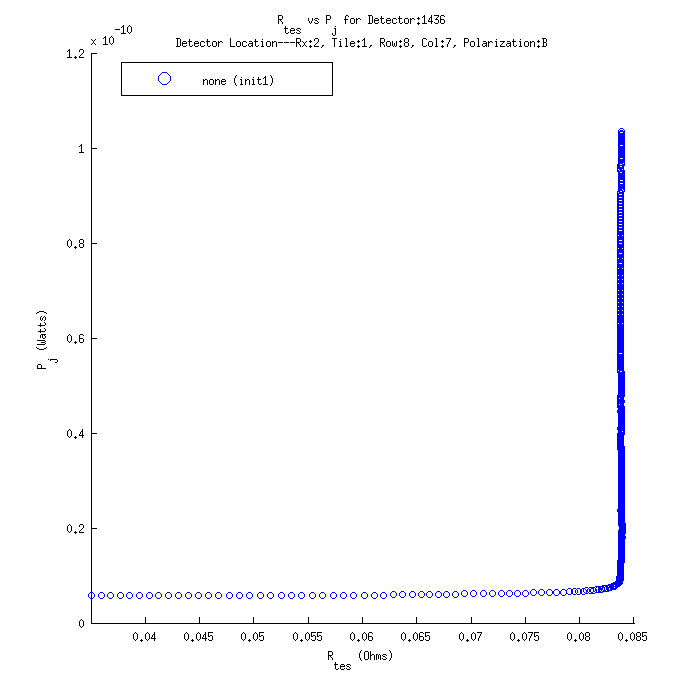 R_tes vs P_j for Detector:1436
Detector Location---Rx:2, Tile:1, Row:8, Col:7, Polarization:B
x 10^-10
none (init1)
1.2
1
0.8
0.6
0.4
0.2
0
P_j (Watts)
0.04 0.045 0.05 0.055 0.06 0.065 0.07 0.075 0.08 0.085
R_tes (Ohms)